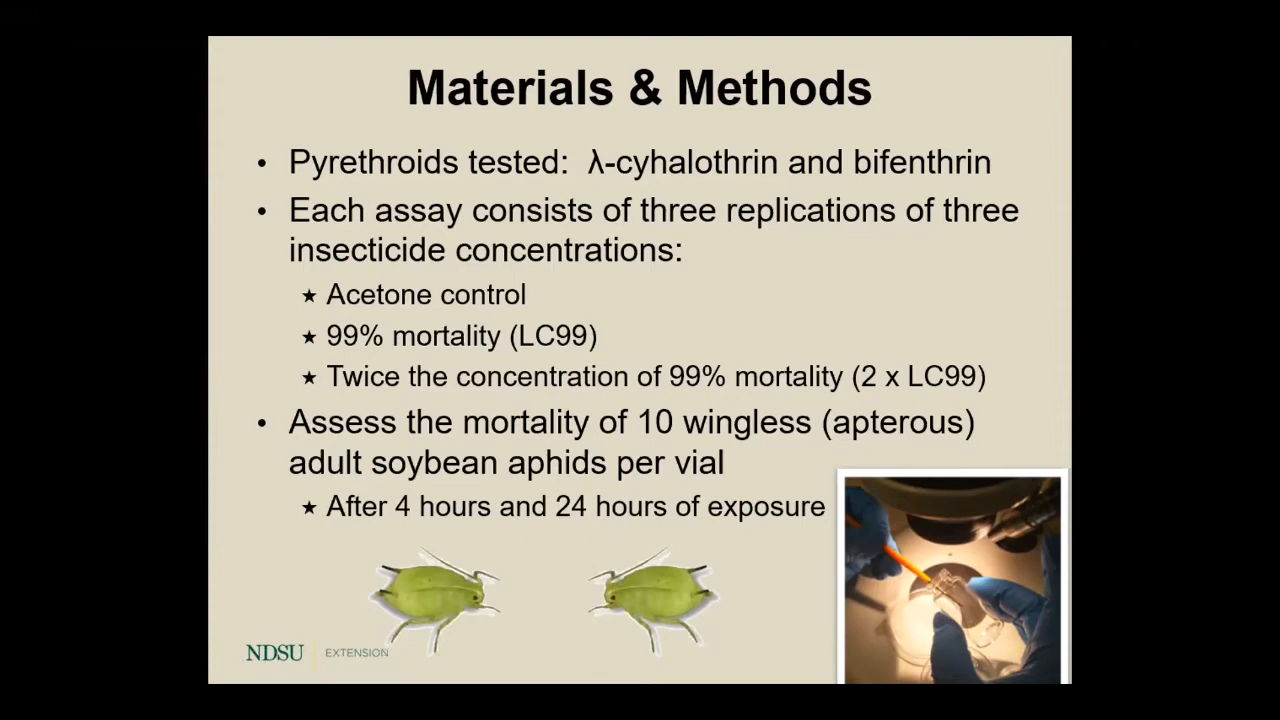 Materials & Methods
• Pyrethroids tested:  λ-cyhalothrin and bifenthrin
• Each assay consists of three replications of three
insecticide concentrations:
★ Acetone control
★ 99% mortality (LC99)
★ Twice the concentration of 99% mortality (2 x LC99)
• Assess the mortality of 10 wingless (apterous)
adult soybean aphids per vial
★ After 4 hours and 24 hours of exposure
NDSU EXTENSION